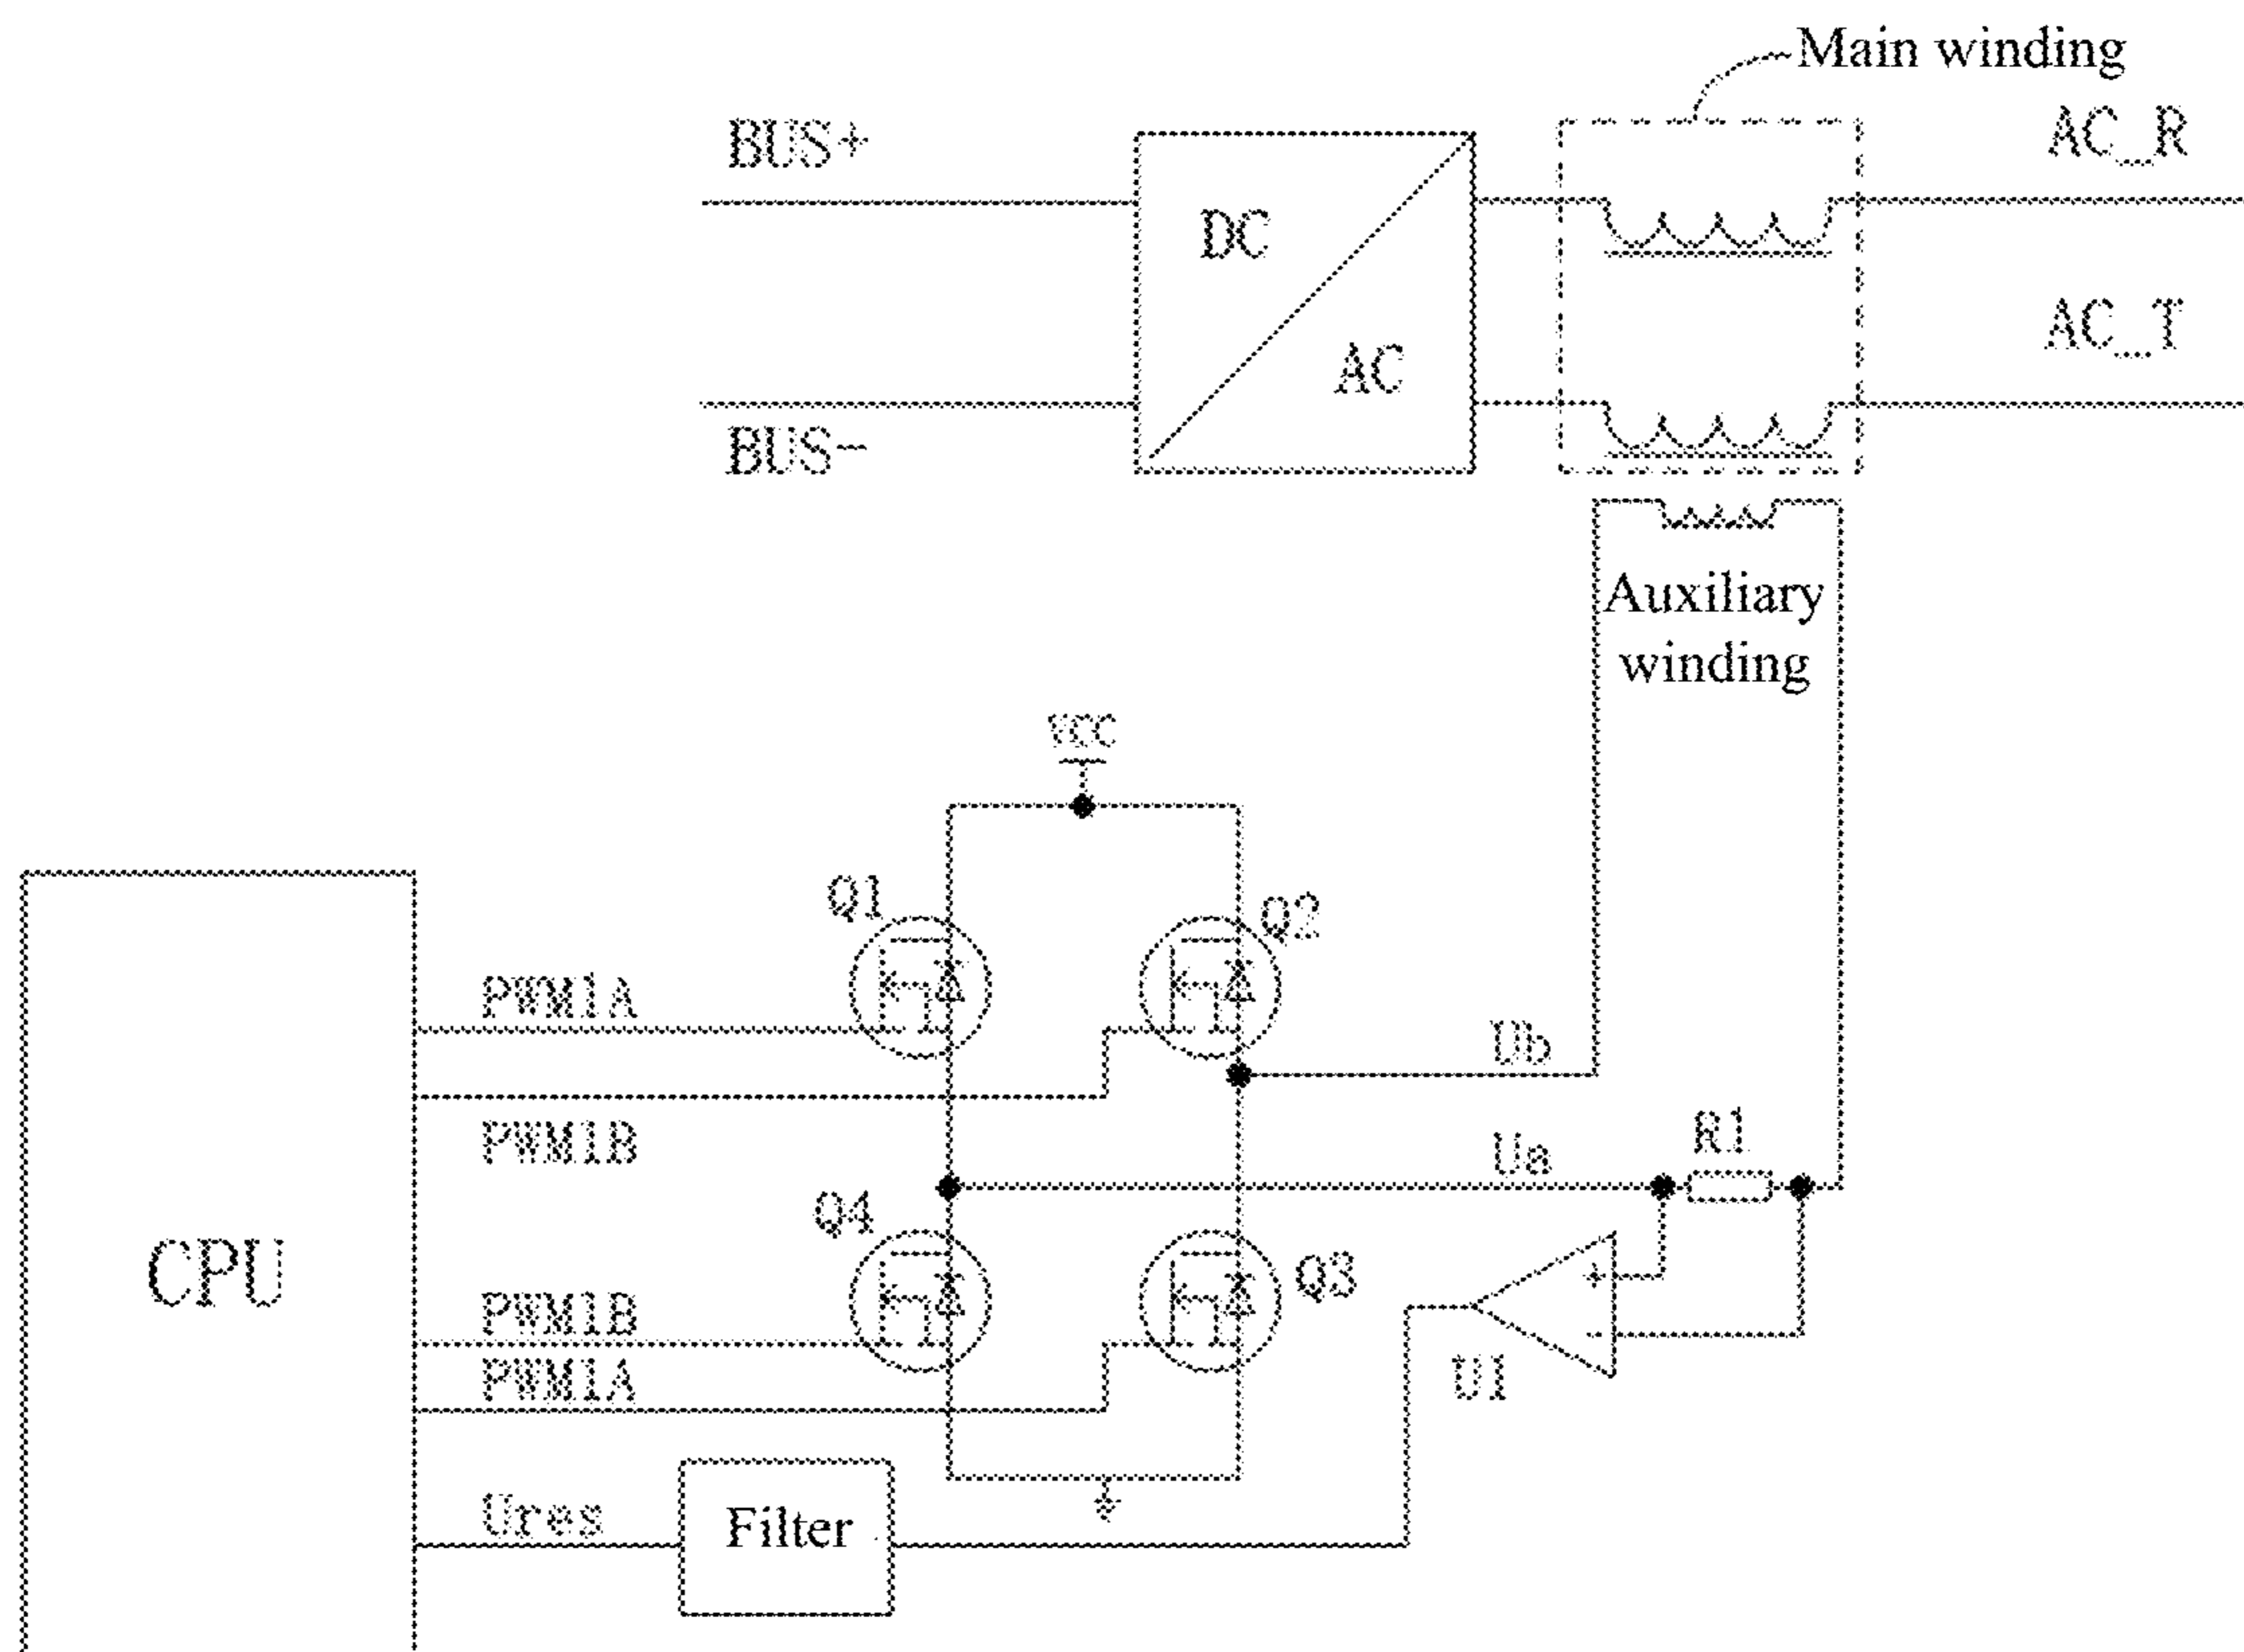 Main winding
AC_R
BUS+
DC
AC
AC_T
BUS-
Auxiliary
winding
VCC
Q1
Q2
PWM1A
Ub
PWM1B
Ua
R1
Q4
Q3
CPU
PWM1B
PWM1A
+
-
U1
Ures
Filter